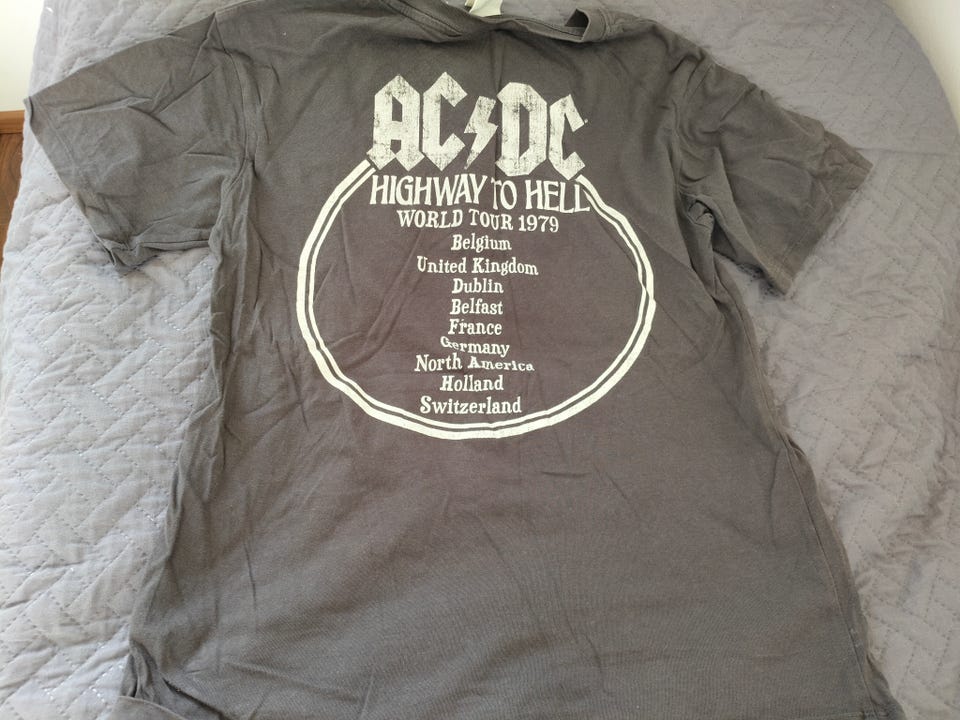 AC⚡DC
HIGHWAY TO HELL
WORLD TOUR 1979
Belgium
United Kingdom
Dublin
Belfast
France
Germany
North America
Holland
Switzerland